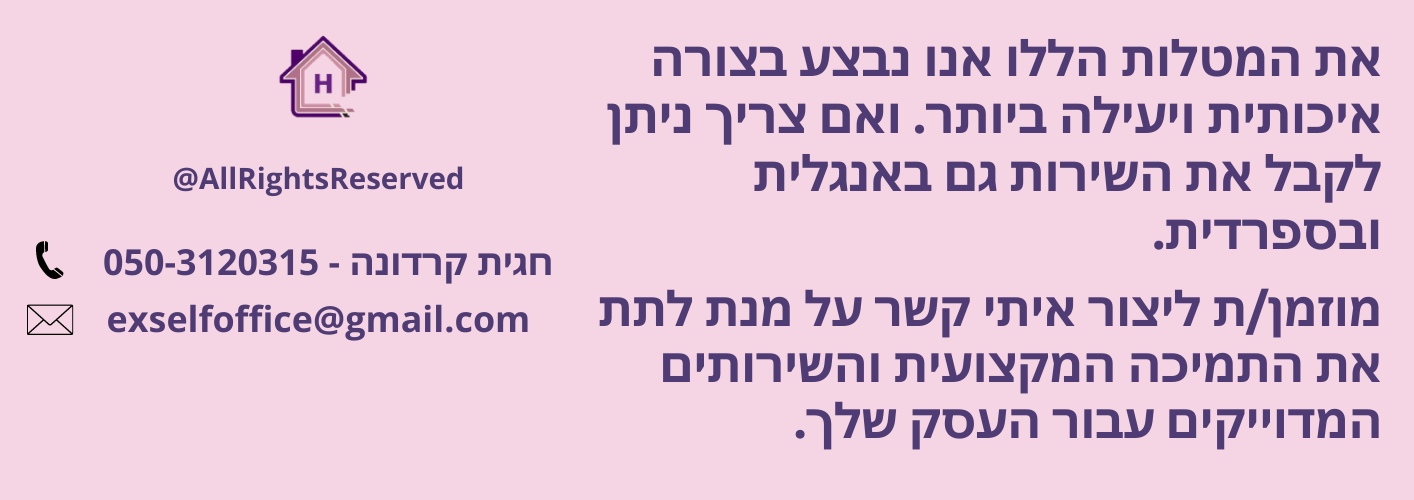 את המטלות הללו אנו נבצע בצורה
איכותית ויעילה ביותר. ואם צריך ניתן
לקבל את השירות גם באנגלית
ובספרדית.
מוזמן/ת ליצור איתי קשר על מנת לתת
את התמיכה המקצועית והשירותים
המדוייקים עבור העסק שלך.
H
@AllRightsReserved
חגית קרדונה - 050-3120315
exselfoffice@gmail.com